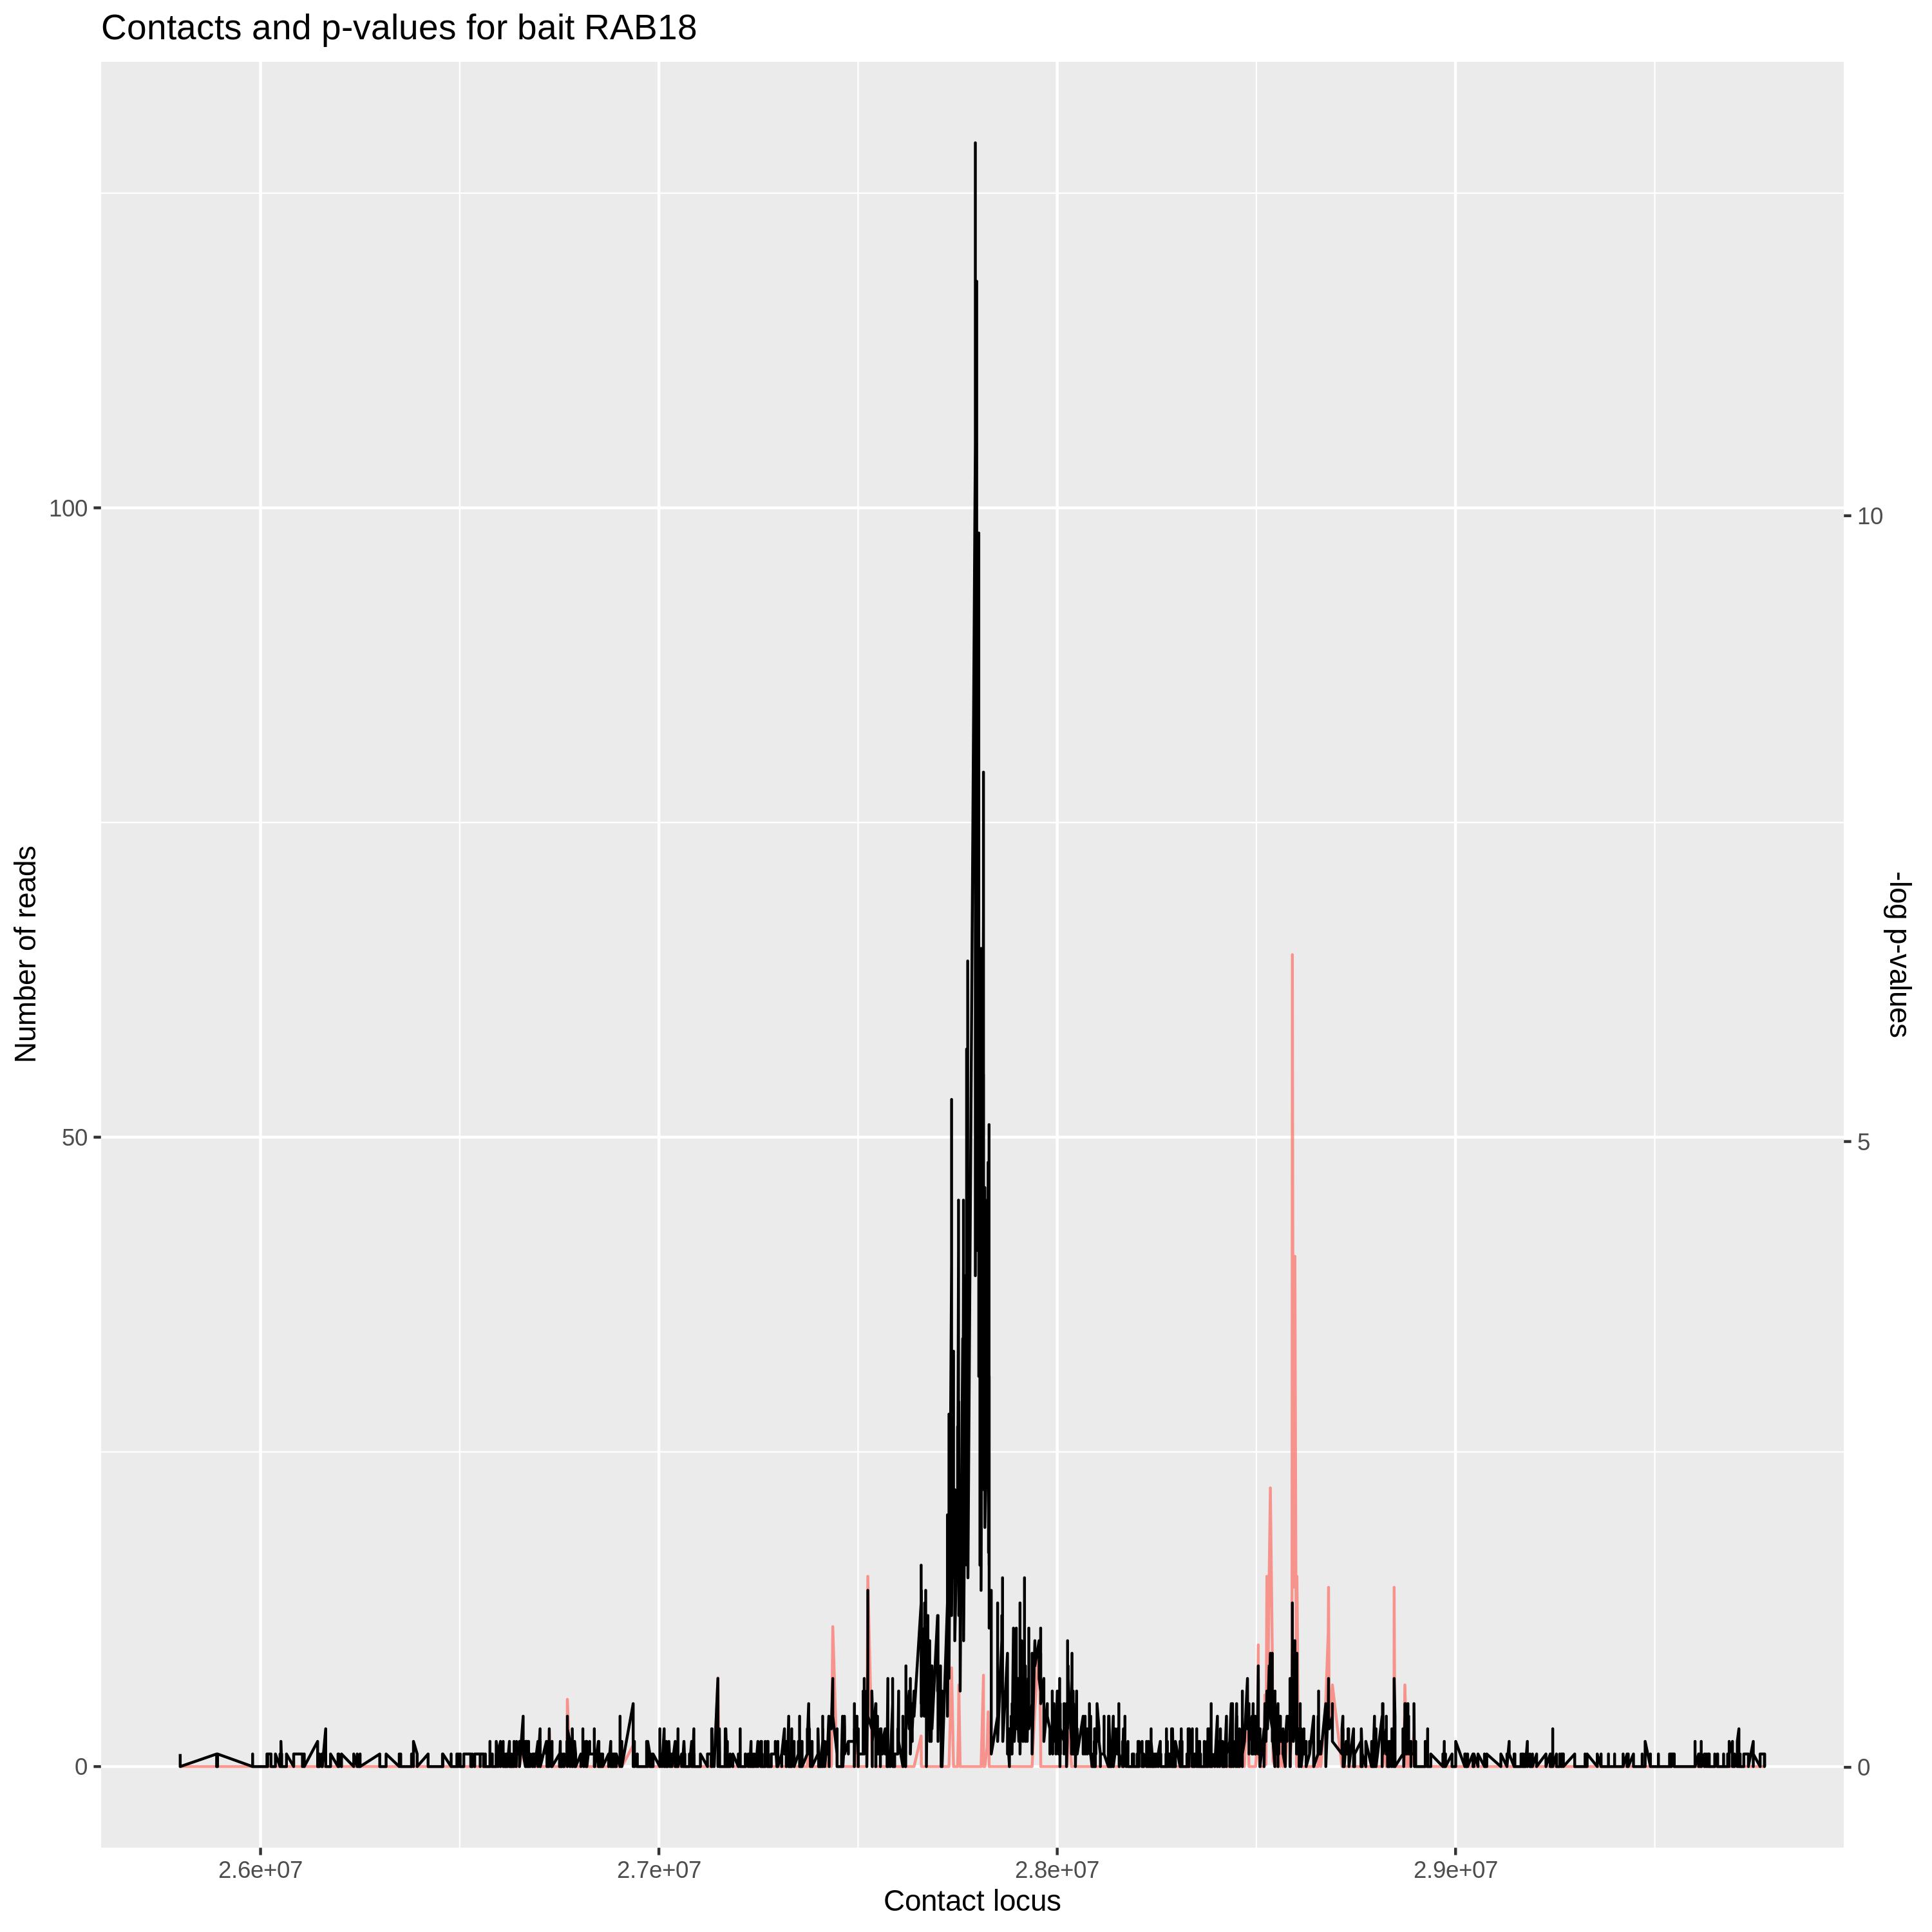 Contacts and p-values for bait RAB18
Number of reads
100
50
0
10
5
0
-log p-values
2.6e+07
2.7e+07
2.8e+07
2.9e+07
Contact locus